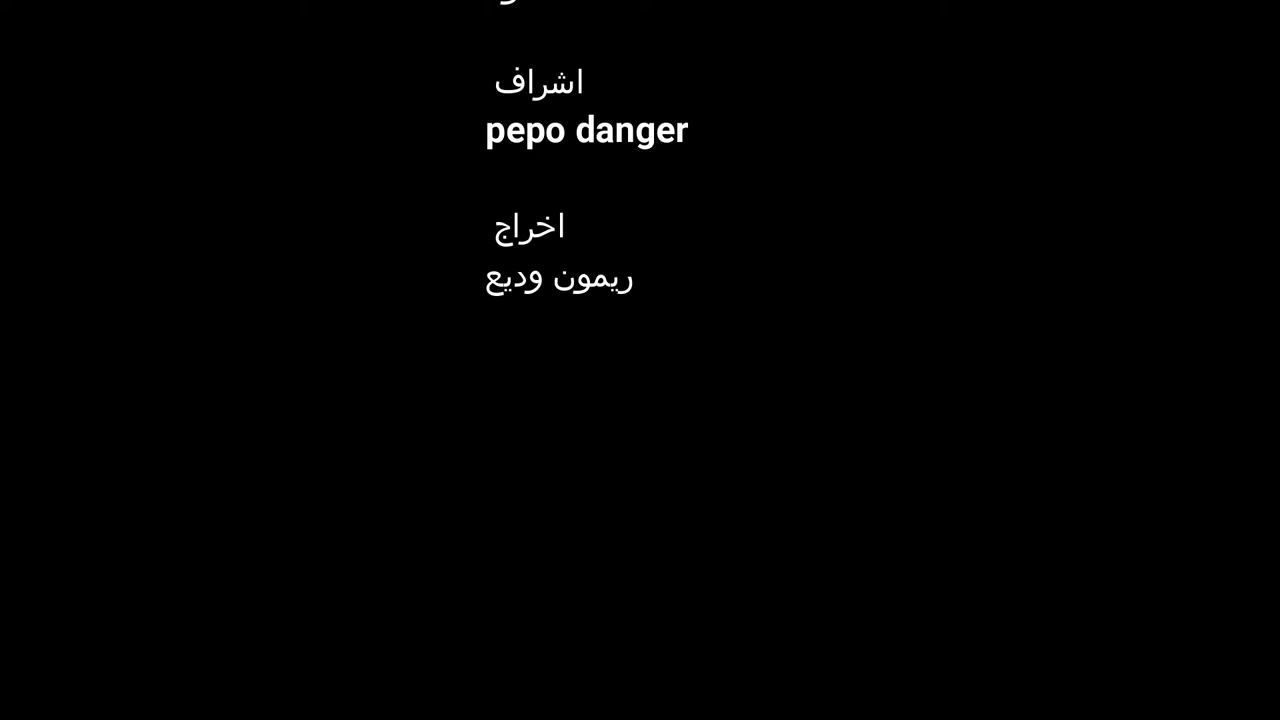 اشراف
pepo danger
اخراج
ريمون وديع